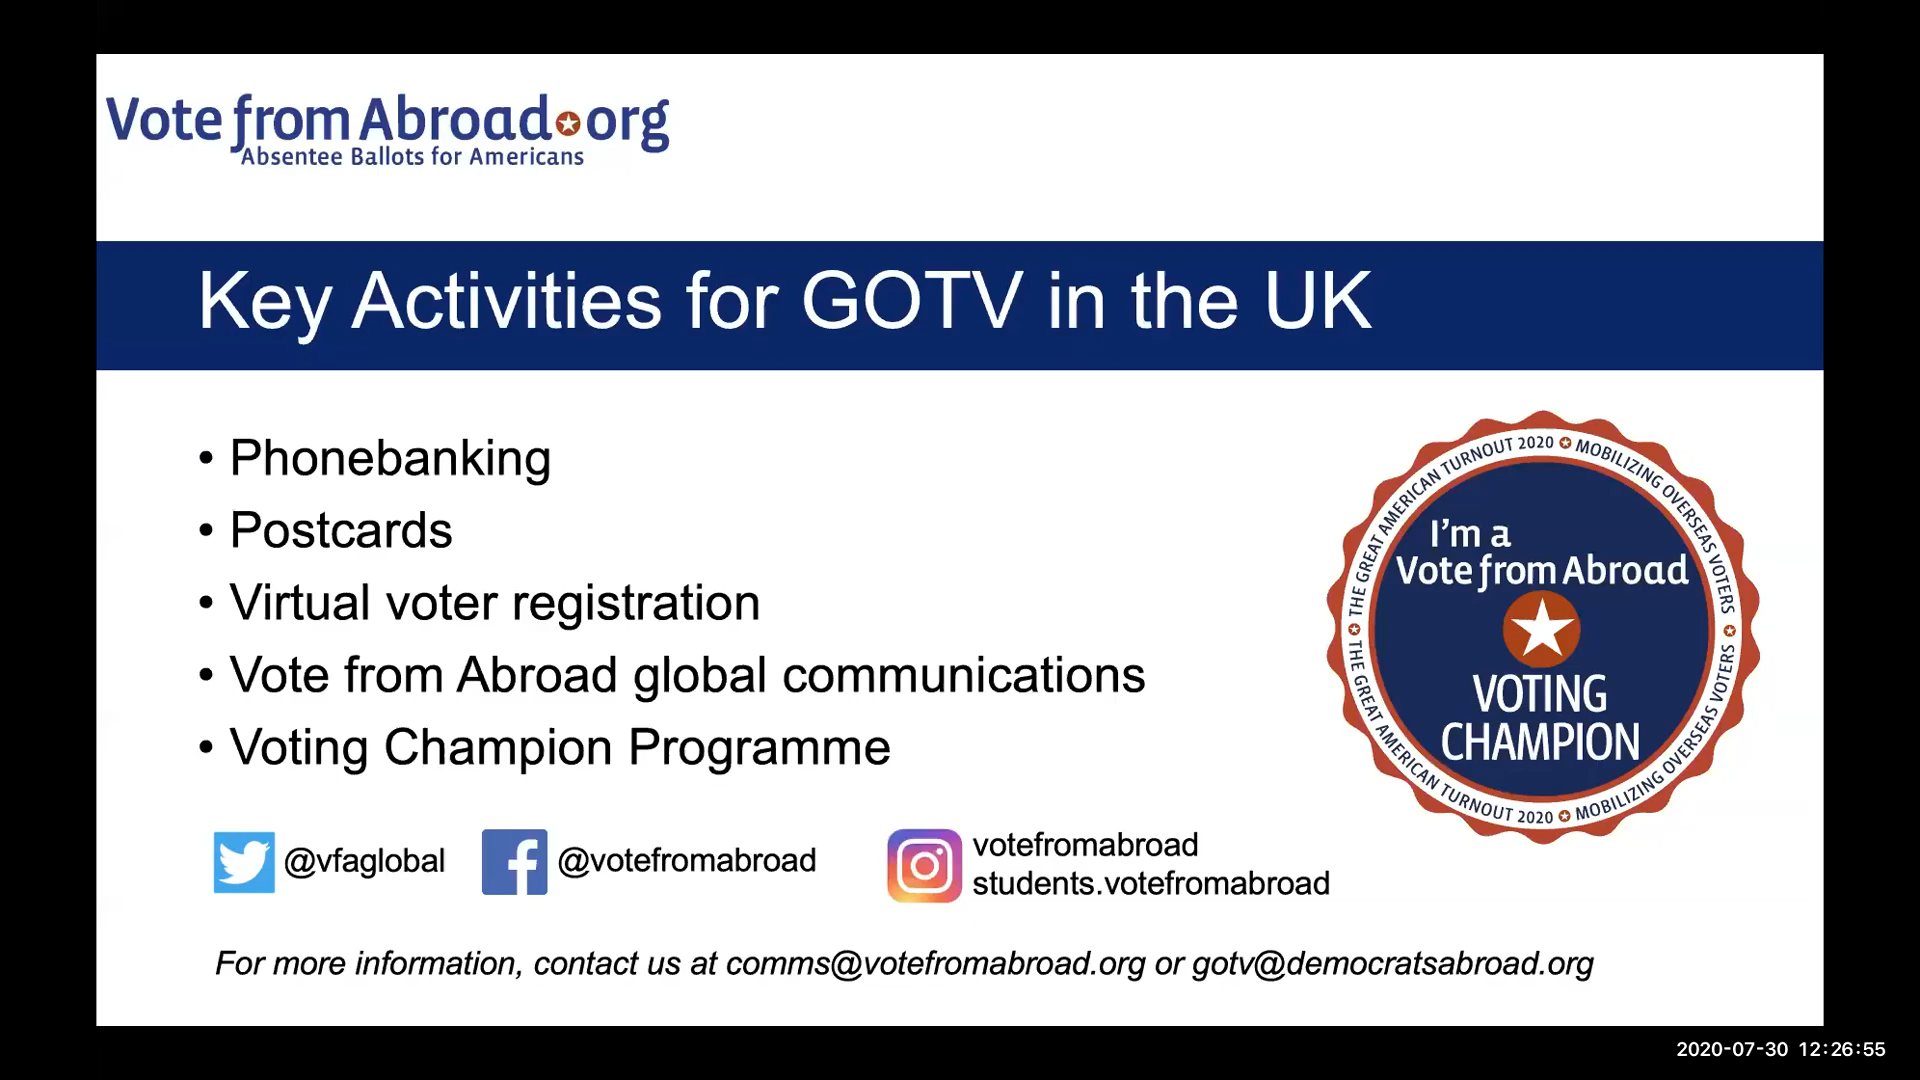 Vote from Abroad.org
Absentee Ballots for Americans
Key Activities for GOTV in the UK
• Phonebanking
• Postcards
• Virtual voter registration
• Vote from Abroad global communications
• Voting Champion Programme
THE GREAT AMERICAN TURNOUT 2020 MOBILIZING OVERSEAS VOTERS
I'm a
Vote from Abroad
VOTING
CHAMPION
THE GREAT AMERICAN TURNOUT 2020 MOBILIZING OVERSEAS VOTERS
@vfaglobal
@votefromabroad
votefromabroad
students.votefromabroad
For more information, contact us at comms@votefromabroad.org or gotv@democratsabroad.org
2020-07-30 12:26:55